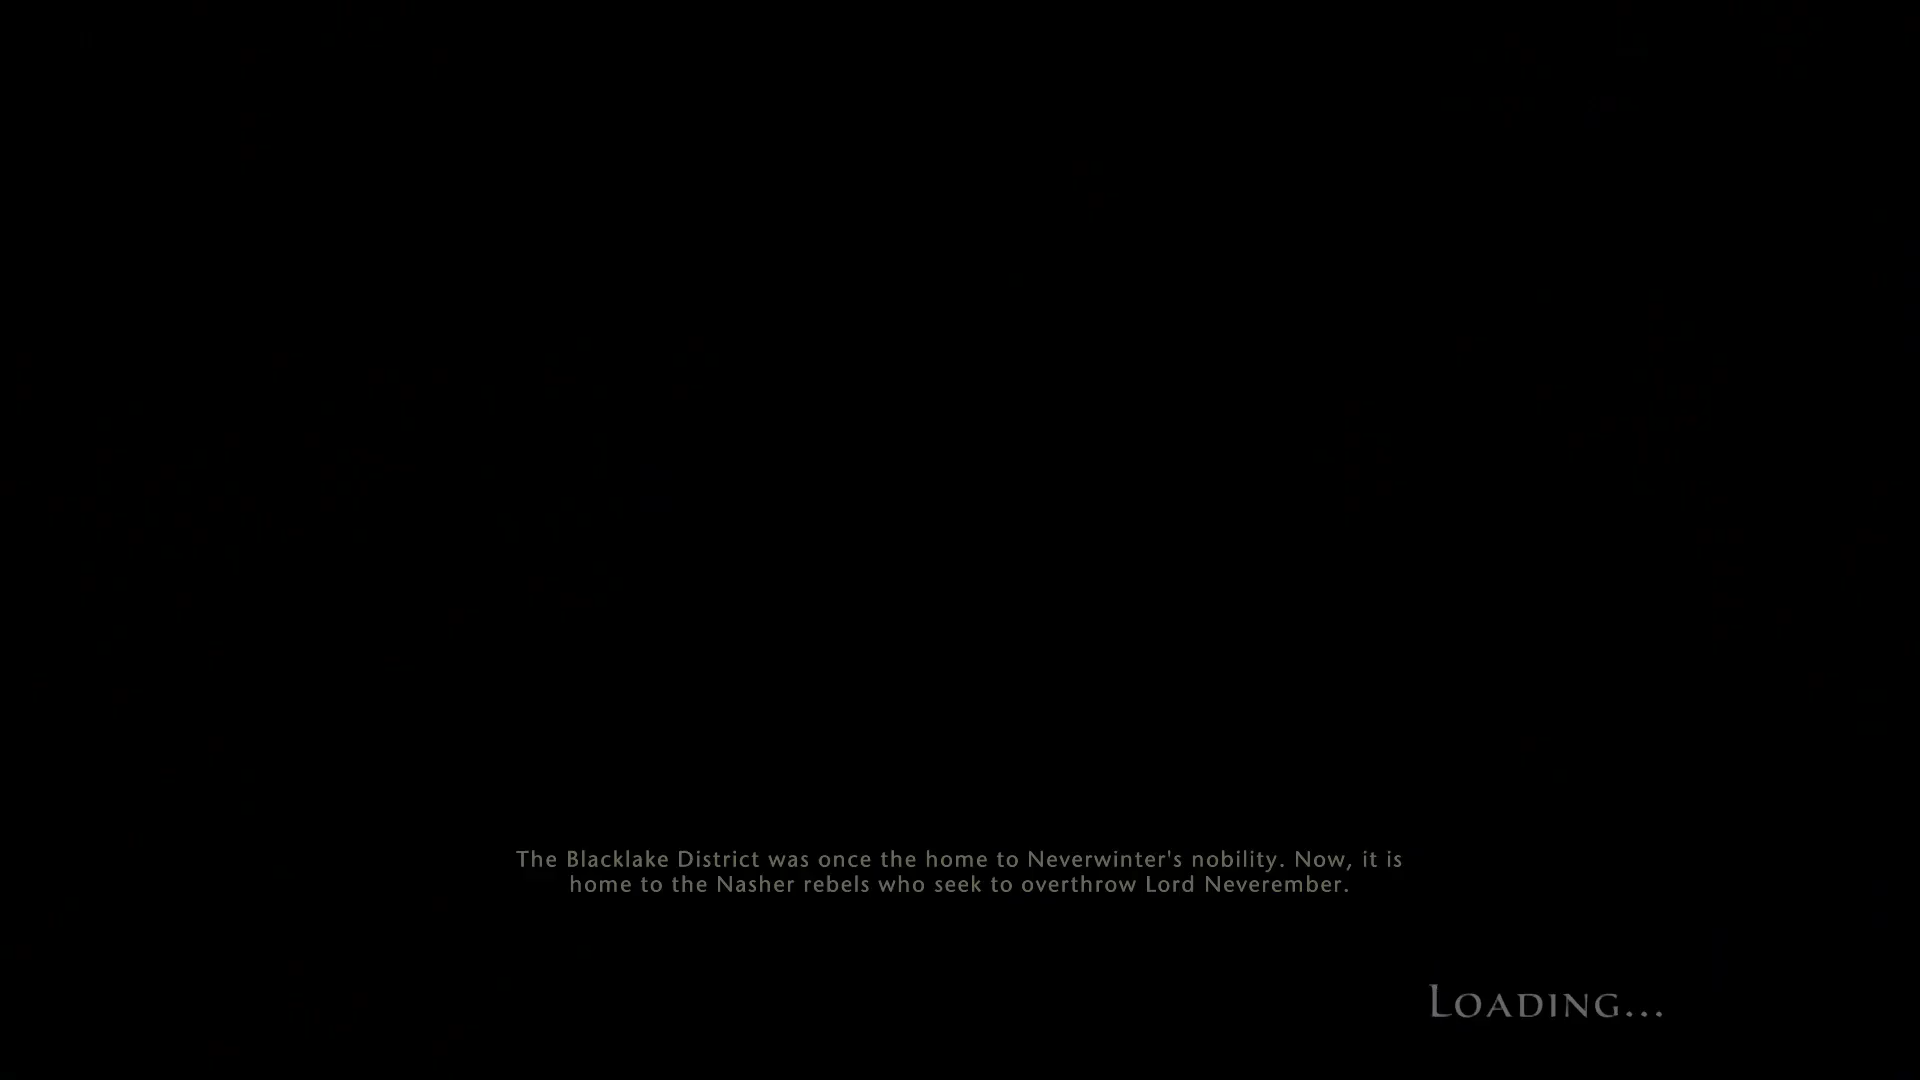 The Blacklake District was once the home to Neverwinter's nobility. Now, it is
home to the Nasher rebels who seek to overthrow Lord Neverember.
Loading...